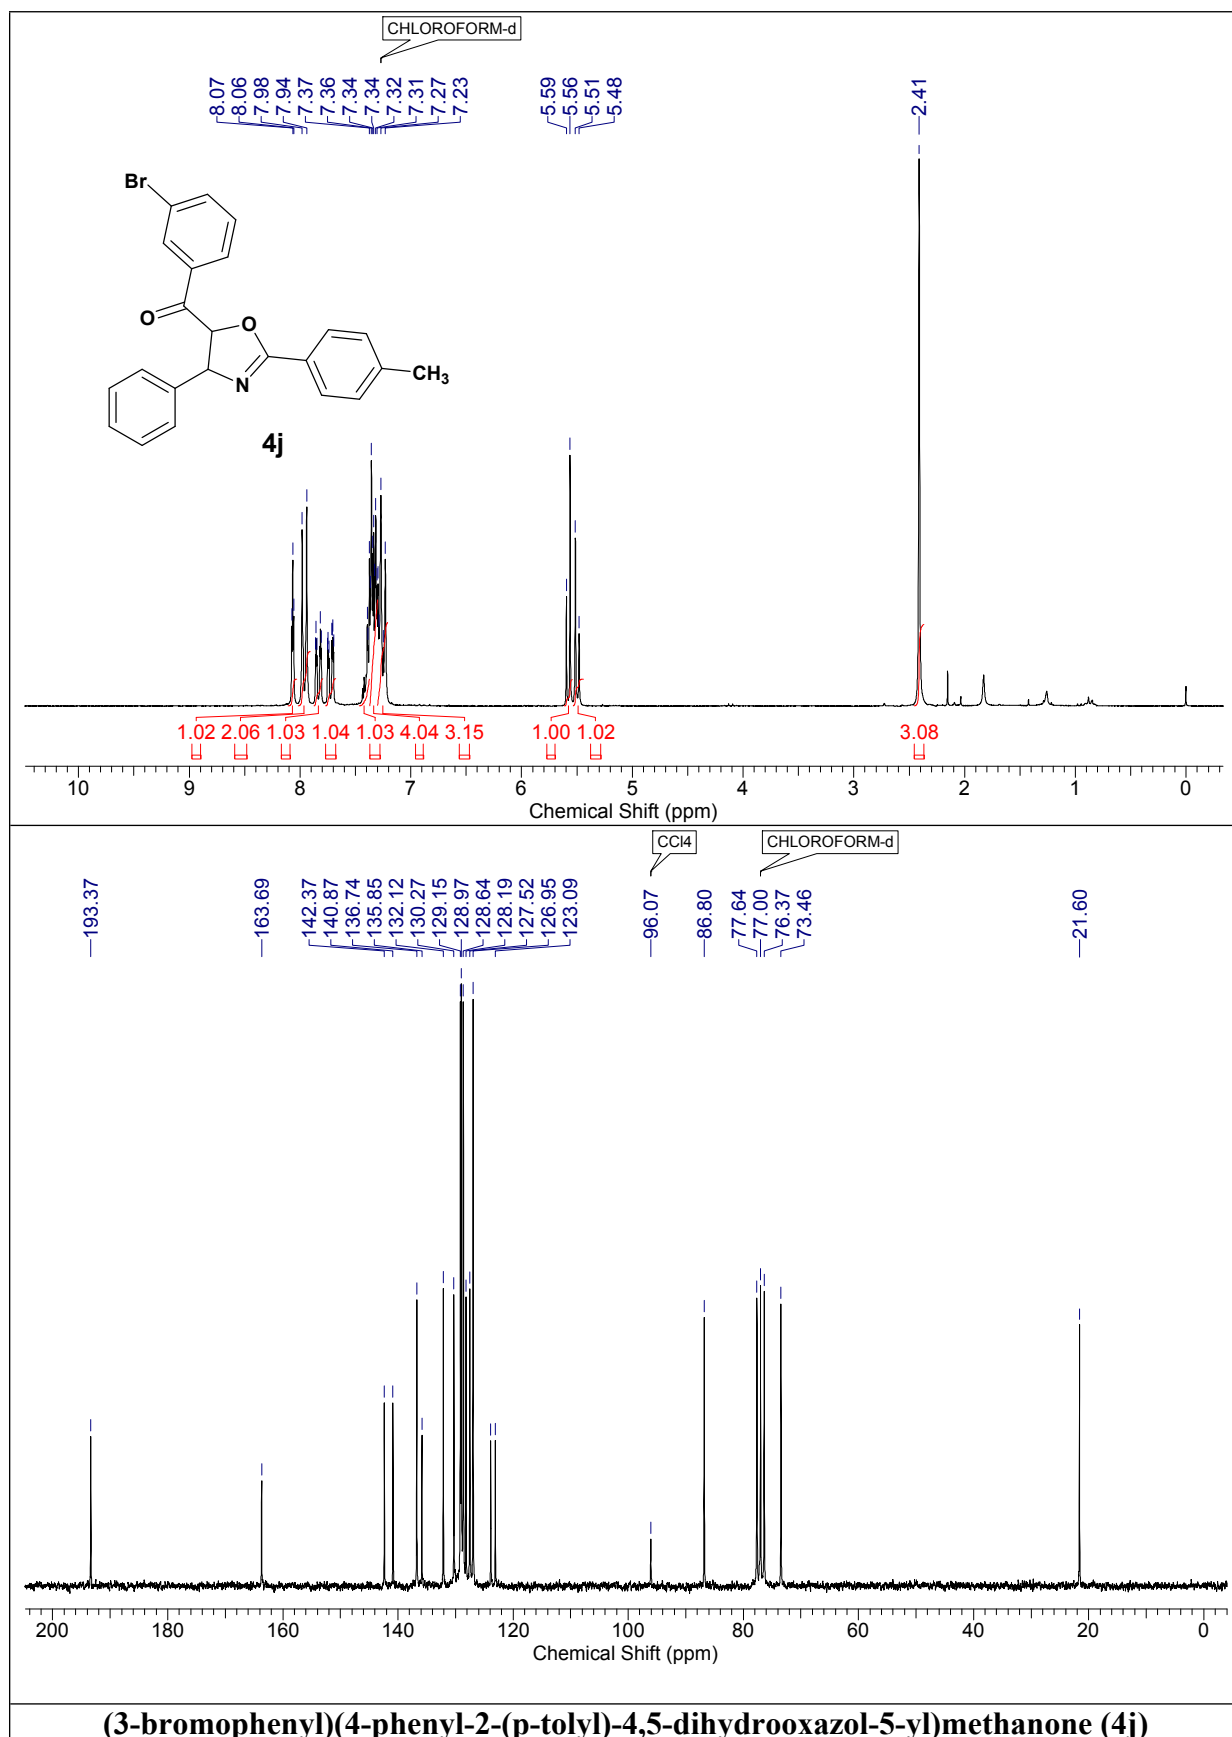 CHLOROFORM-d
8.07 8.06 7.98 7.94 7.37 7.36 7.34 7.34 7.32 7.31 7.27 7.23 5.59 5.56 5.51 5.48 2.41
Br
O
O
N
CH3
4j
1.02 2.06 1.03 1.04 1.03 4.04 3.15 1.00 1.02 3.08
10 9 8 7 6 5 4 3 2 1 0
Chemical Shift (ppm)
CCl4 CHLOROFORM-d
193.37 163.69 142.37 140.87 136.74 135.85 132.12 130.27 129.15 128.97 128.64 128.19 127.52 126.95 123.09 96.07 86.80 77.64 77.00 76.37 73.46 21.60
200 180 160 140 120 100 80 60 40 20 0
Chemical Shift (ppm)
(3-bromophenyl)(4-phenyl-2-(p-tolyl)-4,5-dihydrooxazol-5-yl)methanone (4j)